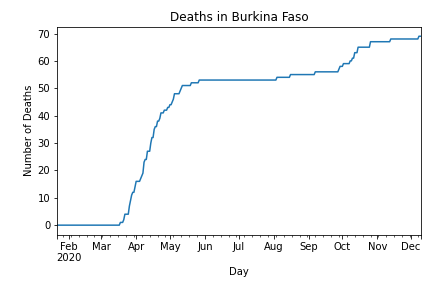 Deaths in Burkina Faso
70
60
50
40
30
20
10
0
Number of Deaths
Feb Mar Apr May Jun Jul Aug Sep Oct Nov Dec
2020
Day